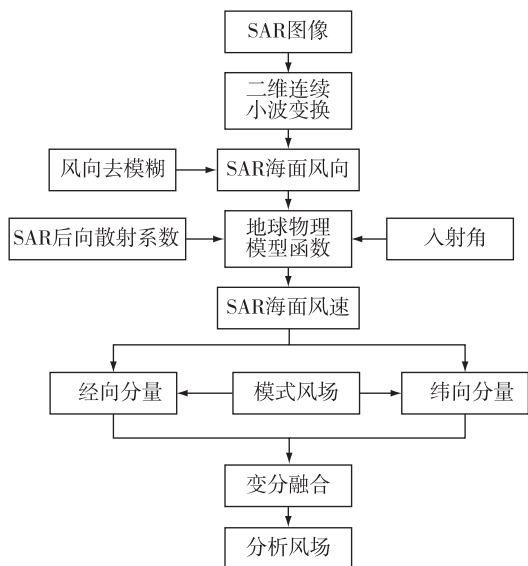 SAR图像
二维连续
小波变换
风向去模糊
SAR海面风向
SAR后向散射系数
地球物理
模型函数
入射角
SAR海面风速
经向分量
模式风场
纬向分量
变分融合
分析风场